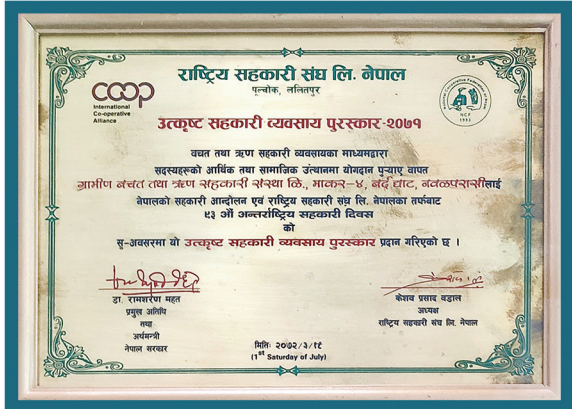 राष्ट्रिय सहकारी संघ लि. नेपाल
पुल्चोक, ललितपुर
coop
International
Co-operative
Alliance
NCF
1993
उत्कृष्ट सहकारी व्यवसाय पुरस्कार-२०७१
वचत तथा ऋण सहकारी व्यवसायका माध्यमद्वारा
सदस्यहरूको आर्थिक तथा सामाजिक उत्थानमा योगदान पुर्‍याए वापत
ग्रामीण बचत तथा ऋण सहकारी संस्था लि., माकर-४, बर्दघाट, नवलपरासीलाई
नेपालको सहकारी आन्दोलन एवं राष्ट्रिय सहकारी संघ लि. नेपालका तर्फबाट
९३ औं अन्तर्राष्ट्रिय सहकारी दिवस
को
सु-अवसरमा यो उत्कृष्ट सहकारी व्यवसाय पुरस्कार प्रदान गरिएको छ ।
डा. रामशरण महत
प्रमुख अतिथि
तथा
अर्थमन्त्री
नेपाल सरकार
केशव प्रसाद बडाल
अध्यक्ष
राष्ट्रिय सहकारी संघ लि. नेपाल
मितिः २०७२/३/१९
(1st Saturday of July)